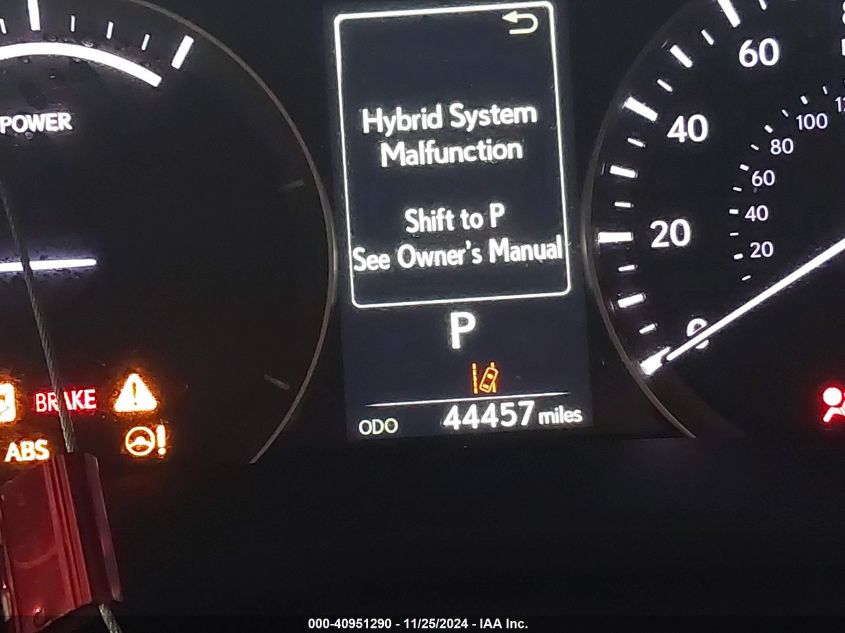 POWER
Hybrid System
Malfunction
Shift to P
See Owner's Manual
P
ODO 44457 miles
BRAKE
ABS
!
60
40
20
0
100
80
60
40
20
000-40951290 - 11/25/2024 - IAA Inc.